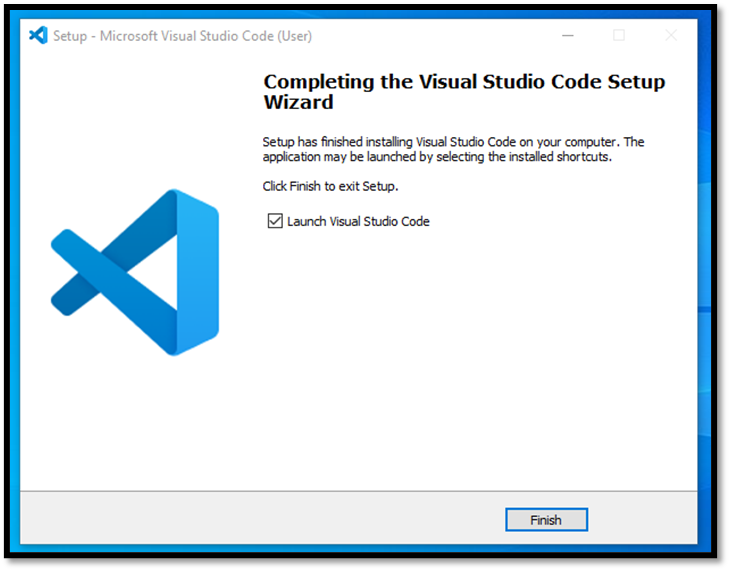 Setup - Microsoft Visual Studio Code (User)
Completing the Visual Studio Code Setup
Wizard
Setup has finished installing Visual Studio Code on your computer. The
application may be launched by selecting the installed shortcuts.
Click Finish to exit Setup.
Launch Visual Studio Code
Finish